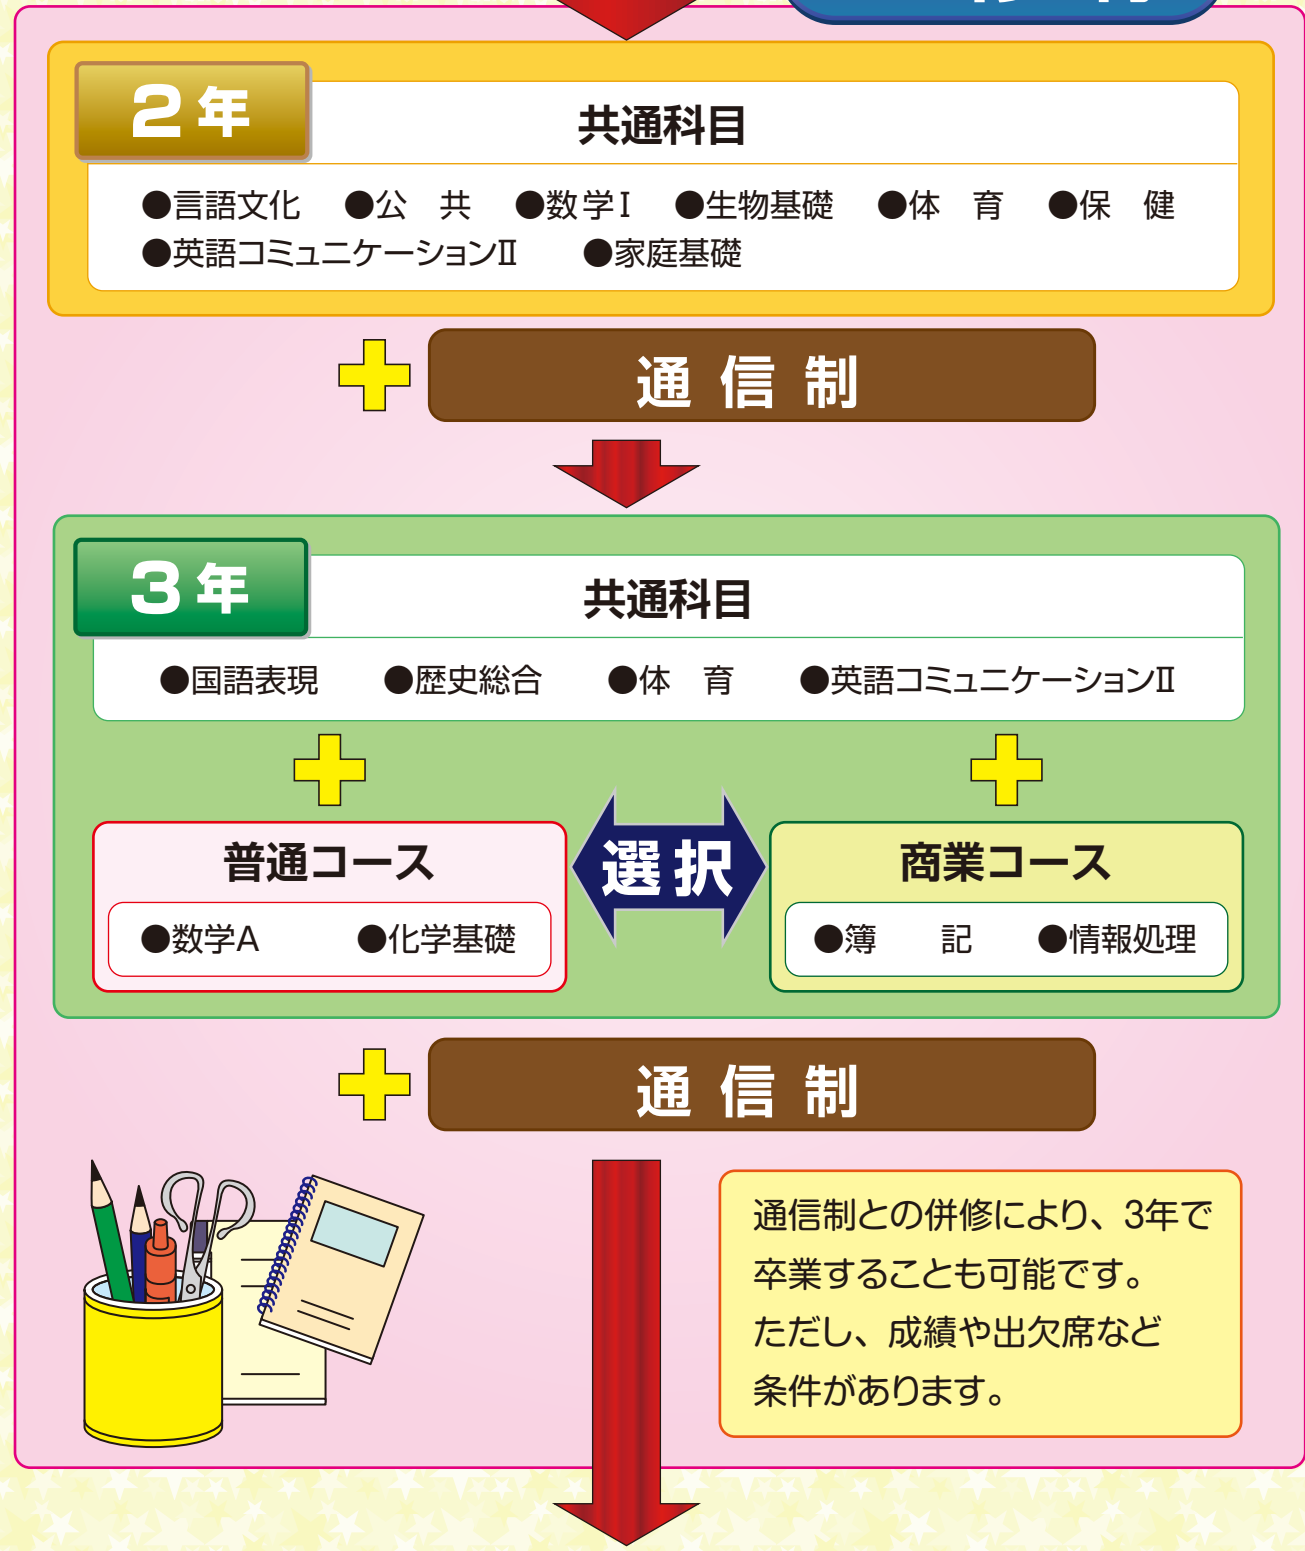 2年
共通科目
●言語文化 ●公 共 ●数学Ⅰ ●生物基礎 ●体 育 ●保 健
●英語コミュニケーションⅡ ●家庭基礎
通信制
3年
共通科目
●国語表現 ●歴史総合 ●体 育 ●英語コミュニケーションⅡ
普通コース
選択
商業コース
●数学A ●化学基礎
●簿 記 ●情報処理
通信制
通信制との併修により、3年で
卒業することも可能です。
ただし、成績や出欠席など
条件があります。